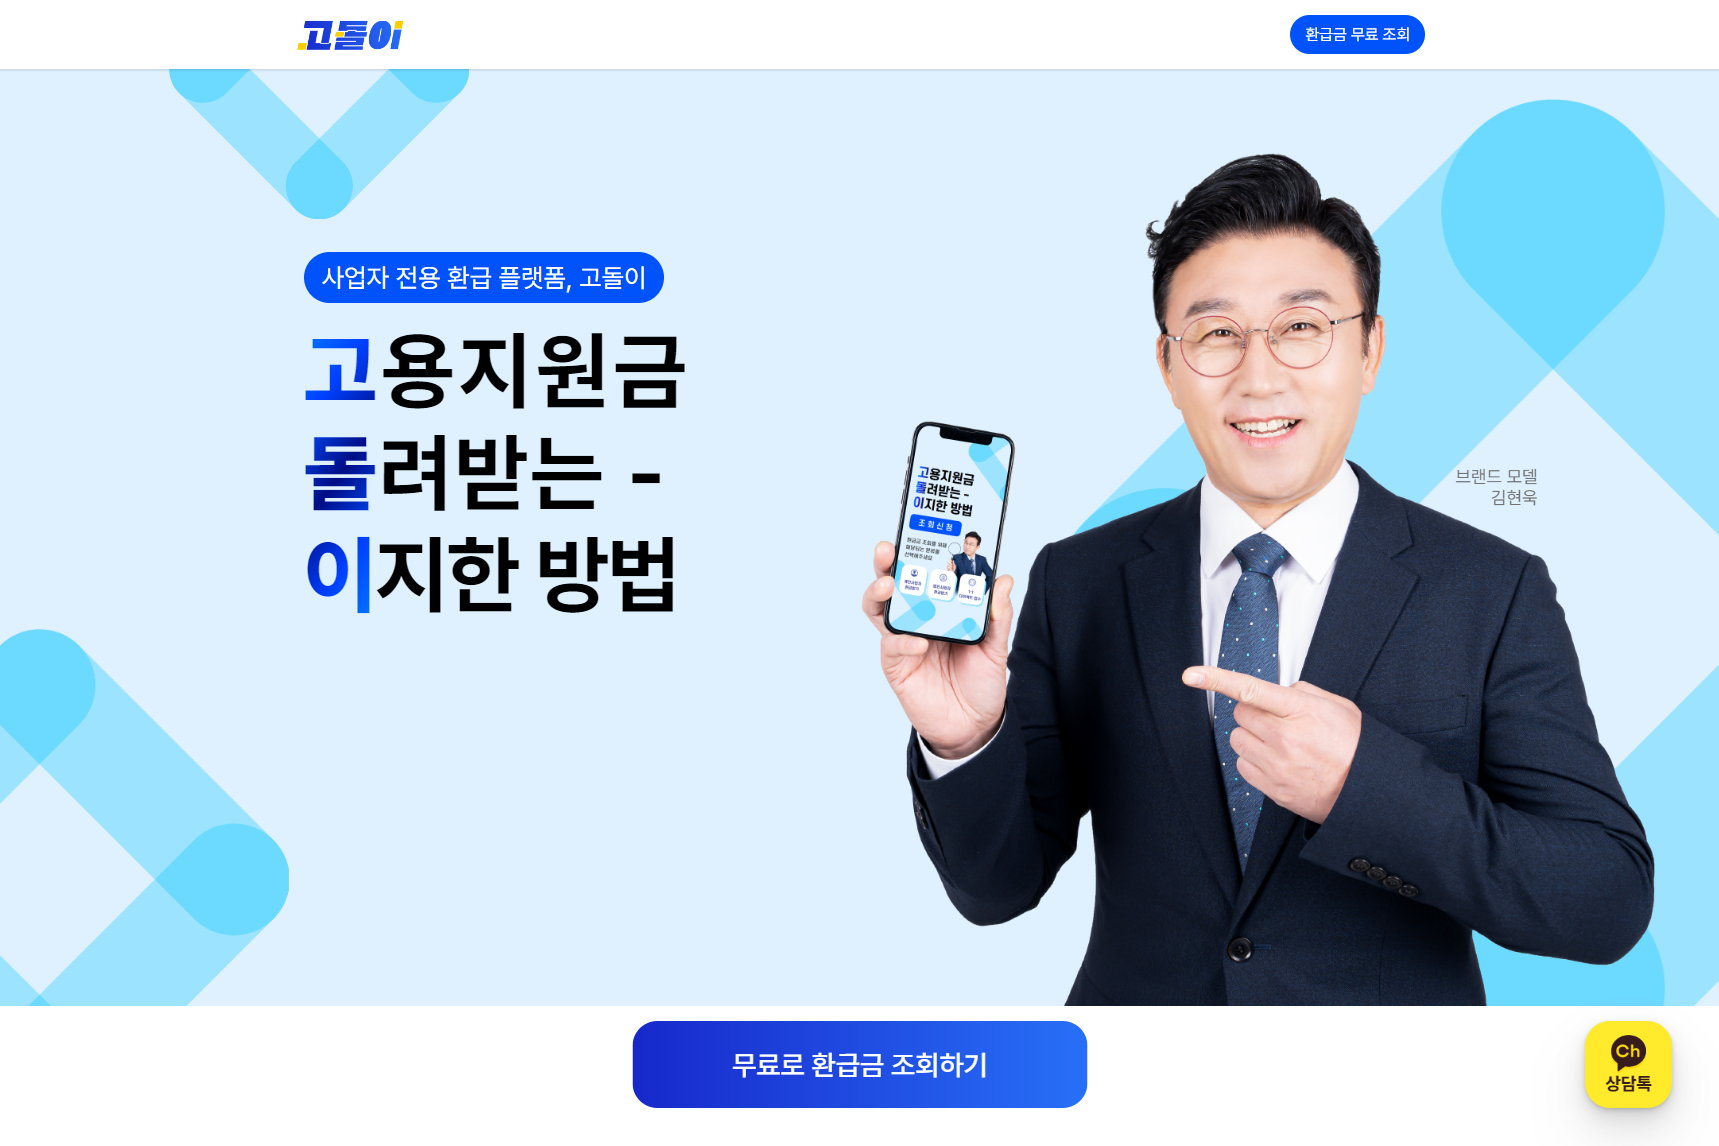 고돌이
환급금 무료 조회
사업자 전용 환급 플랫폼, 고돌이
고용지원금
돌려받는 -
이지한 방법
고용지원금
돌려받는 -
이지한 방법
조회신청
브랜드 모델
김현욱
무료로 환급금 조회하기
Ch
상담톡